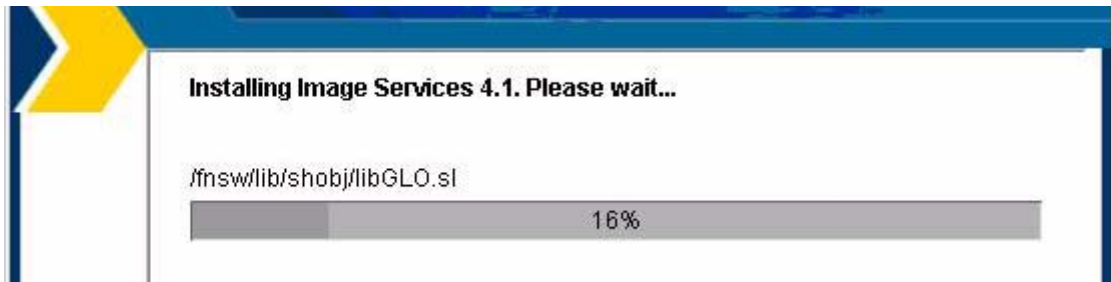 Installing Image Services 4.1. Please wait...
/fnsw/lib/shobj/libGLO.sl
16%